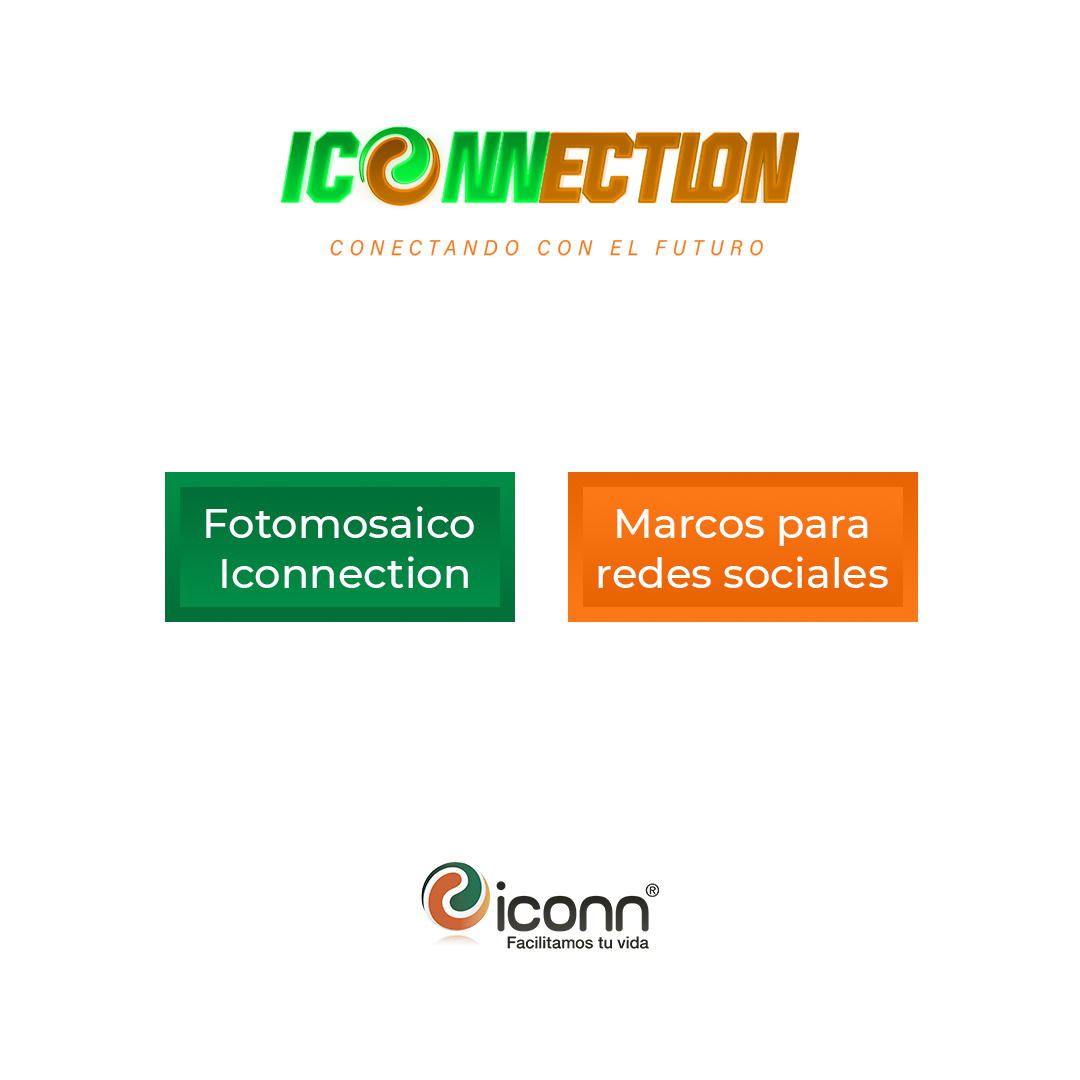 ICONNECTION
CONECTANDO CON EL FUTURO
Fotomosaico
Iconnection
Marcos para
redes sociales
iconn®
Facilitamos tu vida